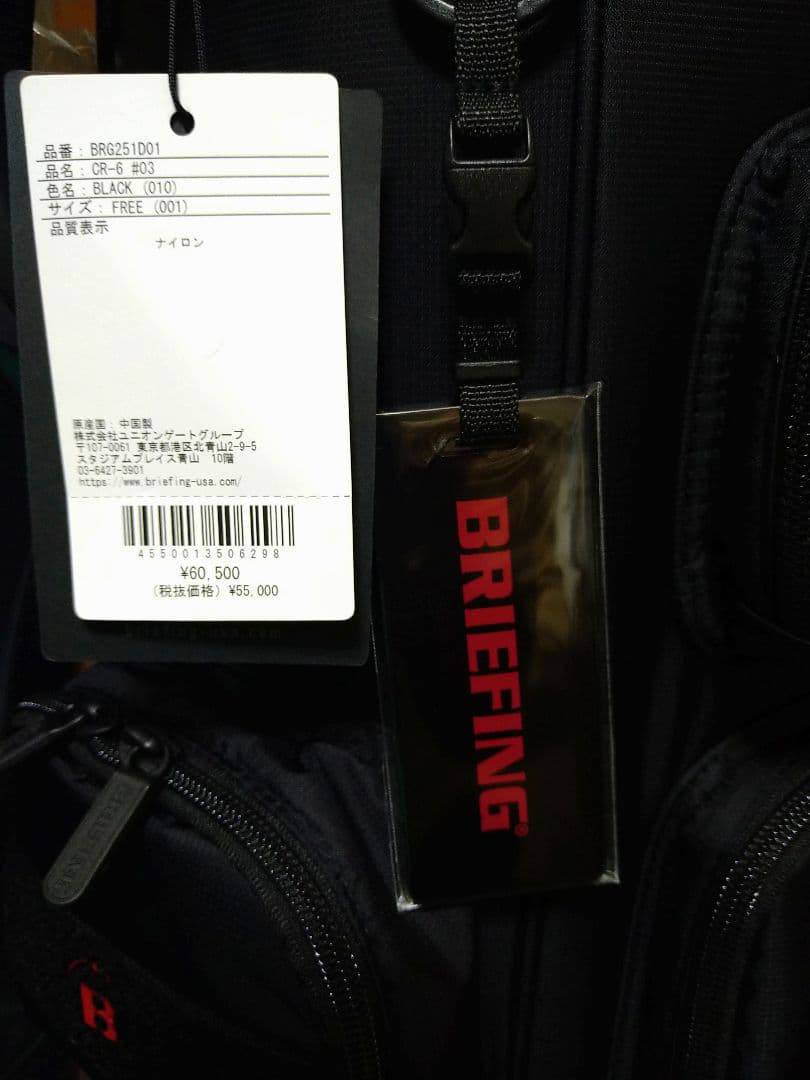 品番 : BRG251D01
品名 : CR-6 #03
色名 : BLACK (010)
サイズ : FREE (001)
品質表示
ナイロン
原産国 : 中国製
株式会社ユニオンゲートグループ
〒107-0061 東京都港区北青山2-9-5
スタジアムプレイス青山 10階
03-6427-3901
https://www.briefing-usa.com/
4550013506298
¥60,500
(税抜価格) ¥55,000
BRIEFING®
B